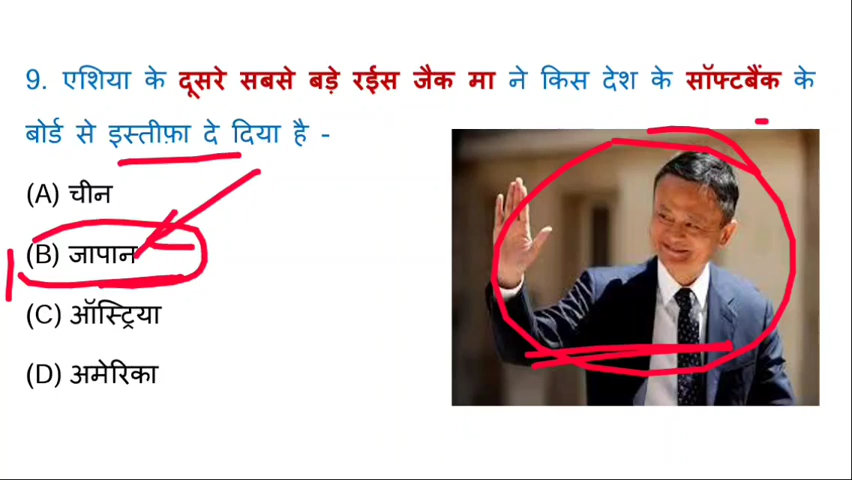 9. एशिया के दूसरे सबसे बड़े रईस जैक मा ने किस देश के सॉफ्टबैंक के
बोर्ड से इस्तीफ़ा दे दिया है -
(A) चीन
(B) जापान
(C) ऑस्ट्रिया
(D) अमेरिका